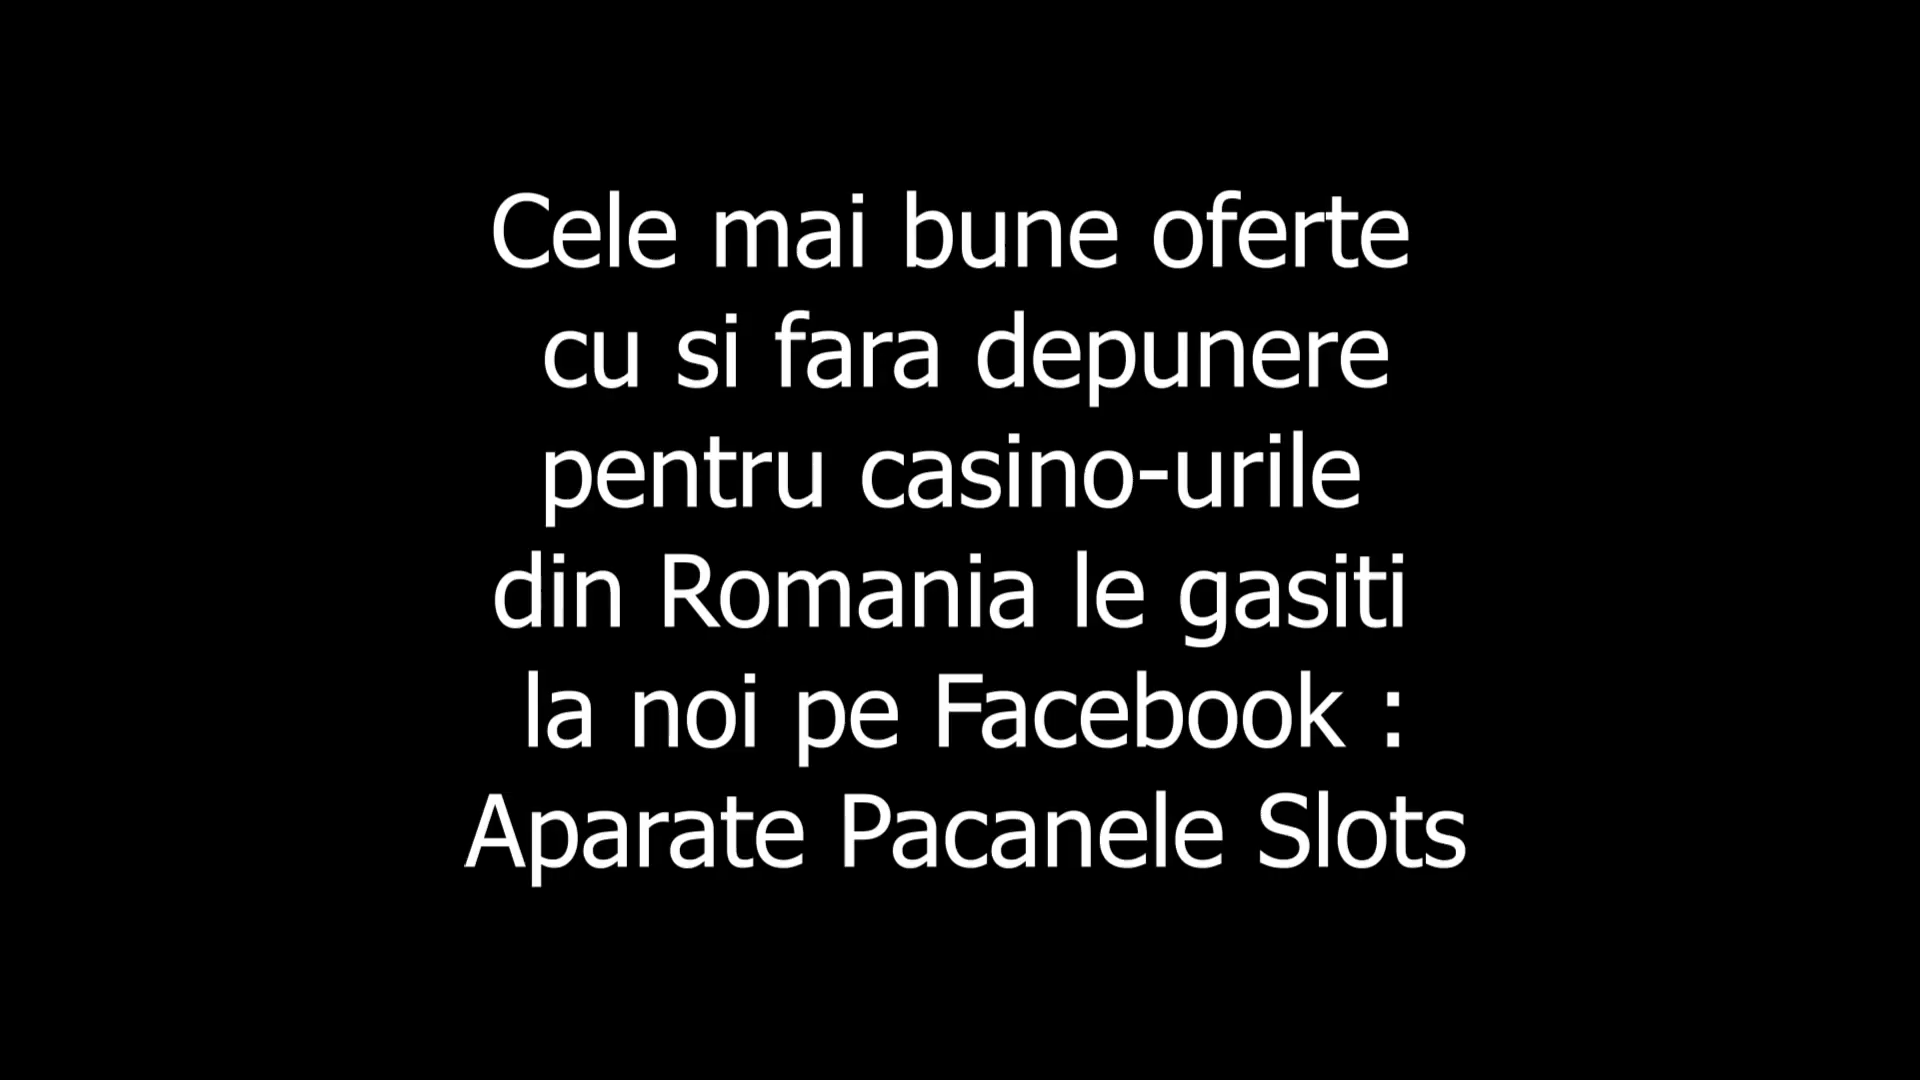 Cele mai bune oferte
cu si fara depunere
pentru casino-urile
din Romania le gasiti
la noi pe Facebook :
Aparate Pacanele Slots